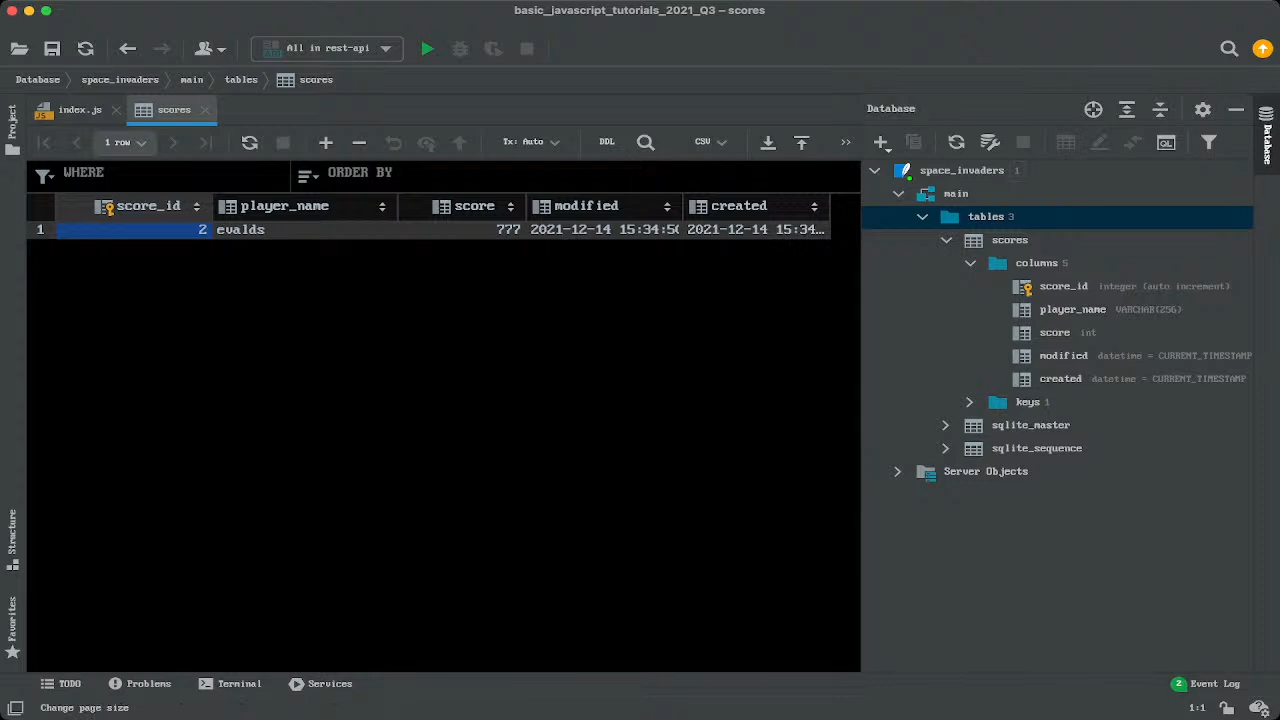 basic_javascript_tutorials_2021_Q3 – scores
All in rest-api
Database space_invaders main tables scores
Project
index.js
scores
1 row
Tx: Auto
DDL
CSV
WHERE
ORDER BY
score_id player_name score modified created
1 2 evalds 777 2021-12-14 15:34:50 2021-12-13 15:34…
Structure
Favorites
Database
QL
space_invaders 1
main
tables 3
scores
columns 5
score_id integer (auto increment)
player_name VARCHAR(256)
score int
modified datetime = CURRENT_TIMESTAMP
created datetime = CURRENT_TIMESTAMP
keys 1
sqlite_master
sqlite_sequence
Server Objects
Database
TODO
Problems
Terminal
Services
2 Event Log
Change page size
1:1